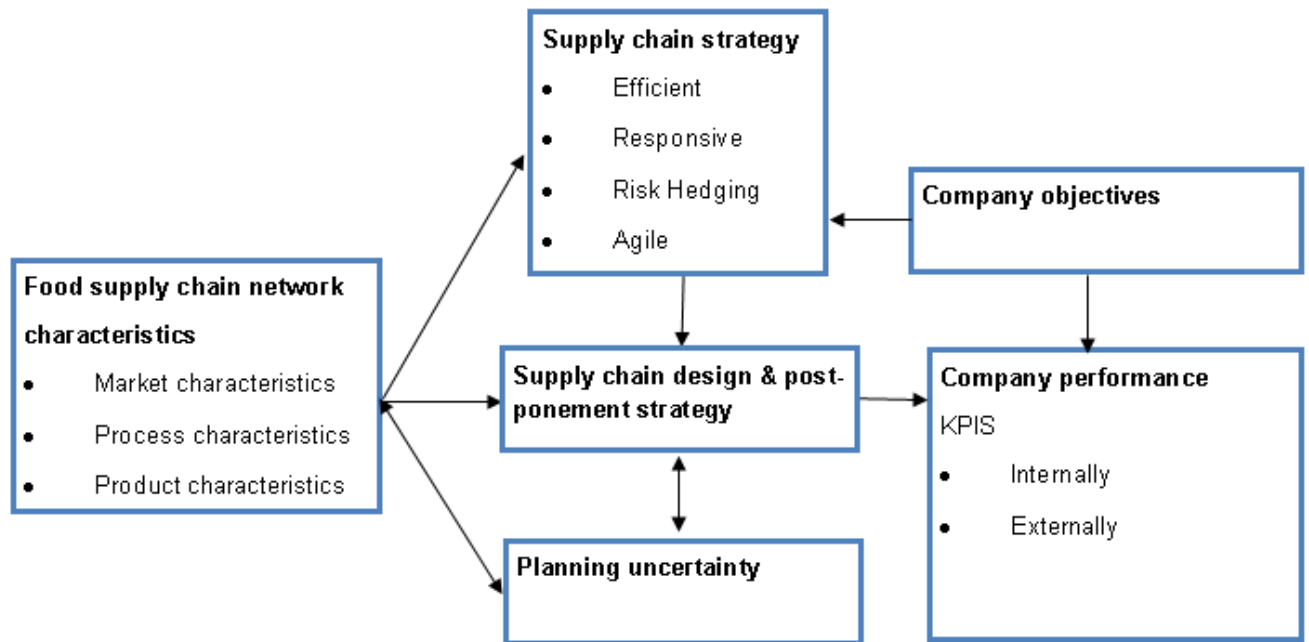 Supply chain strategy
• Efficient
• Responsive
• Risk Hedging
• Agile
Company objectives
Food supply chain network
characteristics
• Market characteristics
• Process characteristics
• Product characteristics
Supply chain design & post-
ponement strategy
Company performance
KPIS
• Internally
• Externally
Planning uncertainty